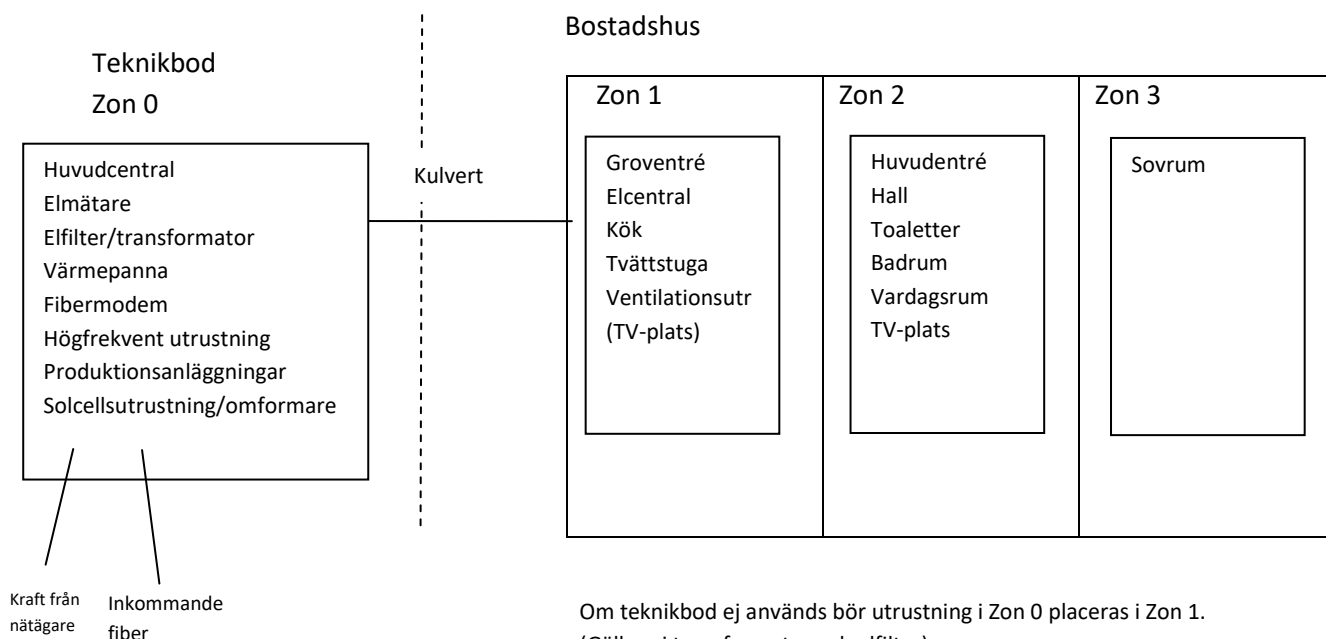 Bostadshus
Teknikbod
Zon 0
Huvudcentral
Elmätare
Elfilter/transformator
Värmepanna
Fibermodem
Högfrekvent utrustning
Produktionsanläggningar
Solcellsutrustning/omformare
Kraft från
nätägare
Inkommande
fiber
Kulvert
Zon 1
Groventré
Elcentral
Kök
Tvättstuga
Ventilationsutr
(TV-plats)
Zon 2
Huvudentré
Hall
Toaletter
Badrum
Vardagsrum
TV-plats
Zon 3
Sovrum
Om teknikbod ej används bör utrustning i Zon 0 placeras i Zon 1.